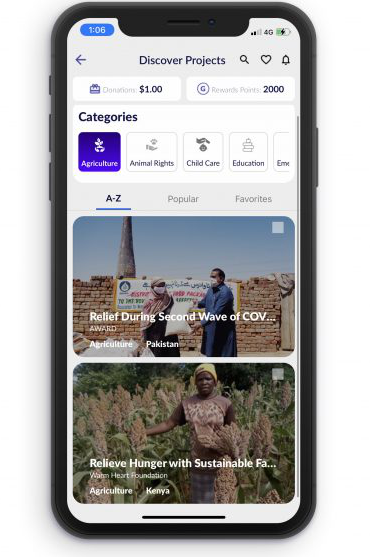 1:06
4G
Discover Projects
Donations: $1.00
G Rewards Points: 2000
Categories
Agriculture
Animal Rights
Child Care
Education
Eme
A-Z
Popular
Favorites
Relief During Second Wave of COV...
AWARD
Agriculture Pakistan
Relieve Hunger with Sustainable Fa...
Warm Heart Foundation
Agriculture Kenya